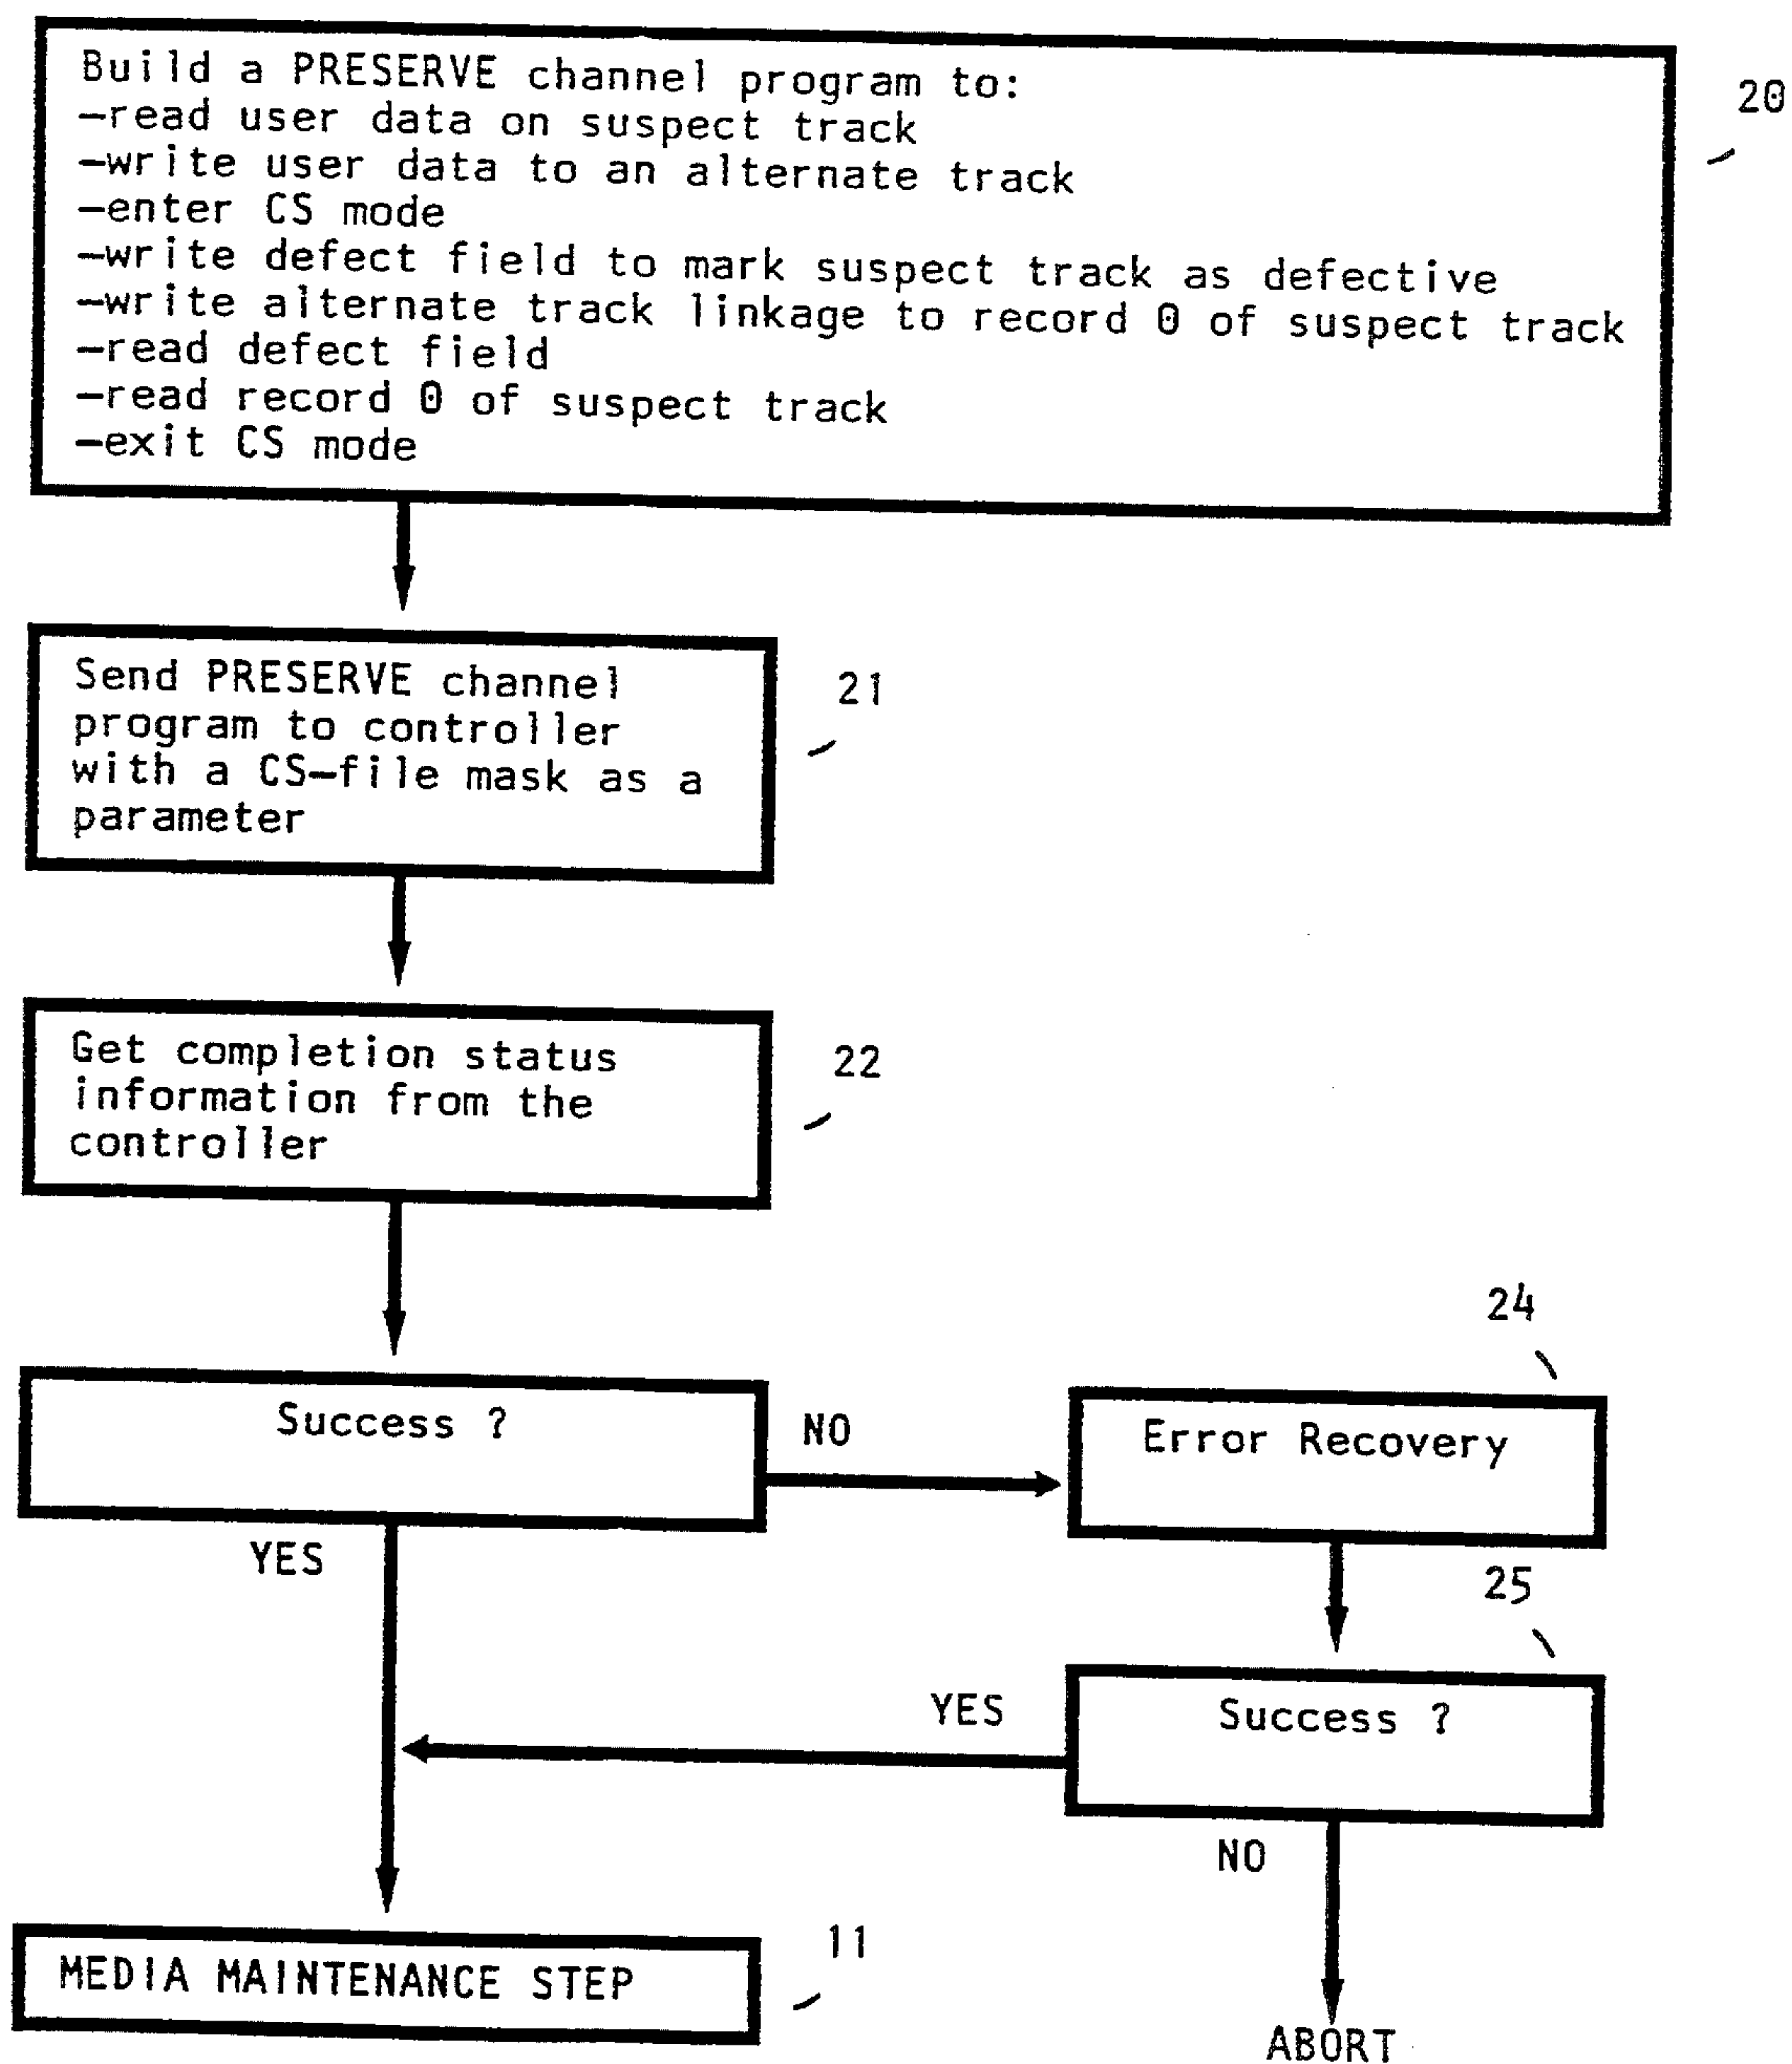 Build a PRESERVE channel program to:
—read user data on suspect track
—write user data to an alternate track
—enter CS mode
—write defect field to mark suspect track as defective
—write alternate track linkage to record 0 of suspect track
—read defect field
—read record 0 of suspect track
—exit CS mode
20
Send PRESERVE channel
program to controller
with a CS—file mask as a
parameter
21
Get completion status
information from the
controller
22
Success ?
NO
YES
24
Error Recovery
25
Success ?
YES
NO
MEDIA MAINTENANCE STEP
11
ABORT